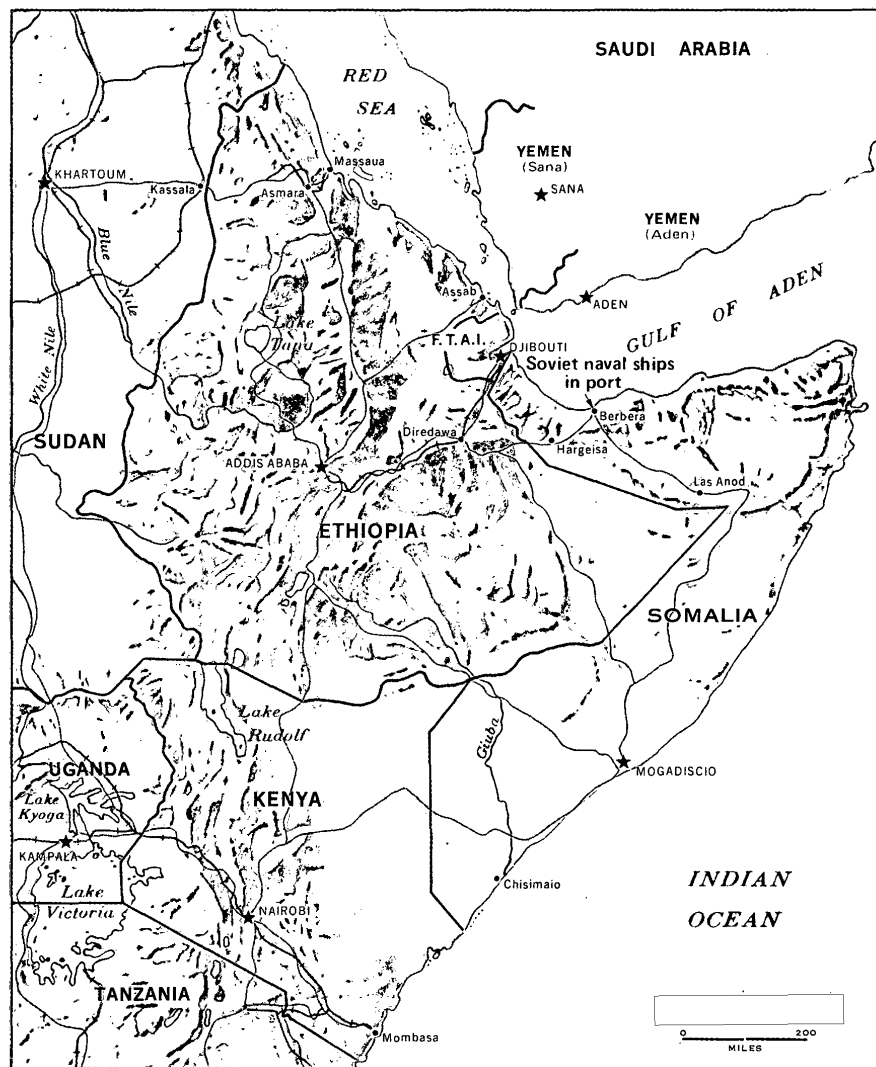 SAUDI ARABIA
RED
SEA
YEMEN
(Sana)
SANA
YEMEN
(Aden)
ADEN
GULF OF ADEN
KHARTOUM
Kassala
Asmara
Massaua
Blue Nile
White Nile
Lake
Tana
Assab
F.T.A.I.
DJIBOUTI
Soviet naval ships
in port
Berbera
Hargeisa
Las Anod
Diredawa
SUDAN
ADDIS ABABA
ETHIOPIA
SOMALIA
Lake
Rudolf
Giuba
MOGADISCIO
UGANDA
Lake
Kyoga
KENYA
KAMPALA
Lake
Victoria
NAIROBI
Chisimaio
INDIAN
OCEAN
TANZANIA
Mombasa
0 200
MILES